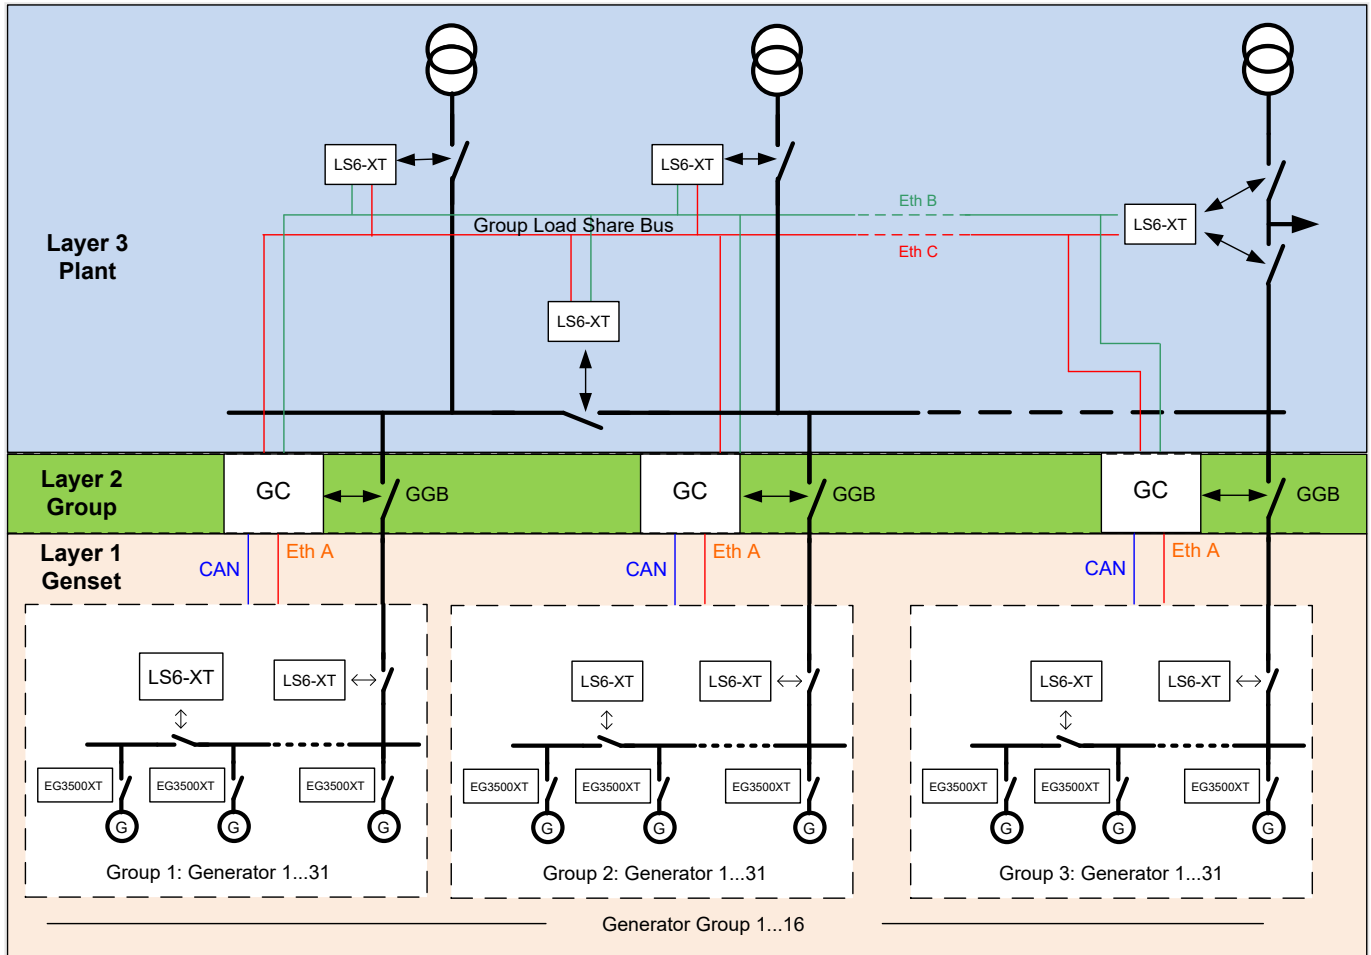 LS6-XT
LS6-XT
Eth B
Group Load Share Bus
LS6-XT
Layer 3
Plant
Eth C
LS6-XT
Layer 2
Group
GC
GGB
GC
GGB
GC
GGB
Layer 1
Genset
CAN
Eth A
CAN
Eth A
CAN
Eth A
LS6-XT
LS6-XT
LS6-XT
LS6-XT
LS6-XT
LS6-XT
EG3500XT
EG3500XT
EG3500XT
EG3500XT
EG3500XT
EG3500XT
EG3500XT
EG3500XT
EG3500XT
G
G
G
G
G
G
G
G
G
Group 1: Generator 1...31
Group 2: Generator 1...31
Group 3: Generator 1...31
Generator Group 1...16